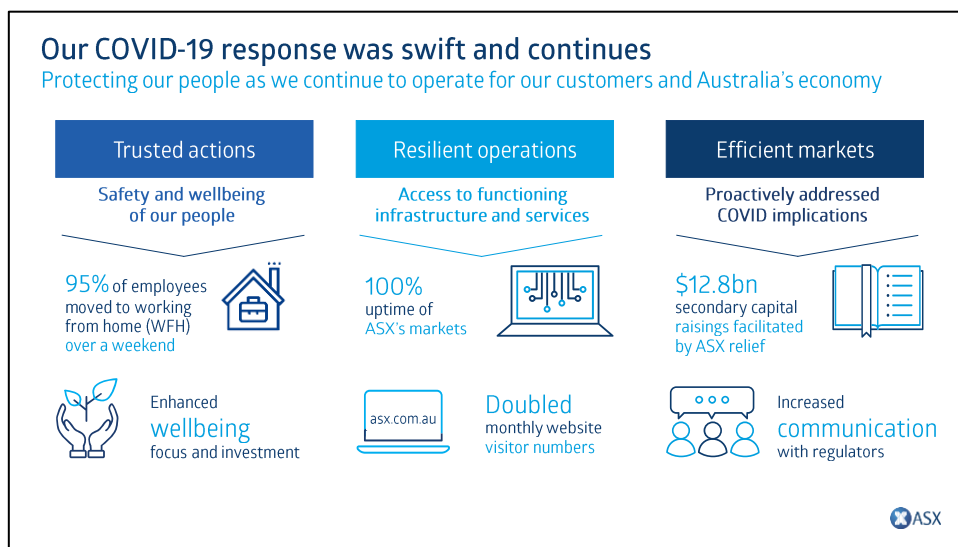 Our COVID-19 response was swift and continues
Protecting our people as we continue to operate for our customers and Australia's economy
Trusted actions
Safety and wellbeing
of our people
95% of employees
moved to working
from home (WFH)
over a weekend
Enhanced
wellbeing
focus and investment
Resilient operations
Access to functioning
infrastructure and services
100%
uptime of
ASX's markets
asx.com.au
Doubled
monthly website
visitor numbers
Efficient markets
Proactively addressed
COVID implications
$12.8bn
secondary capital
raisings facilitated
by ASX relief
Increased
communication
with regulators
ASX